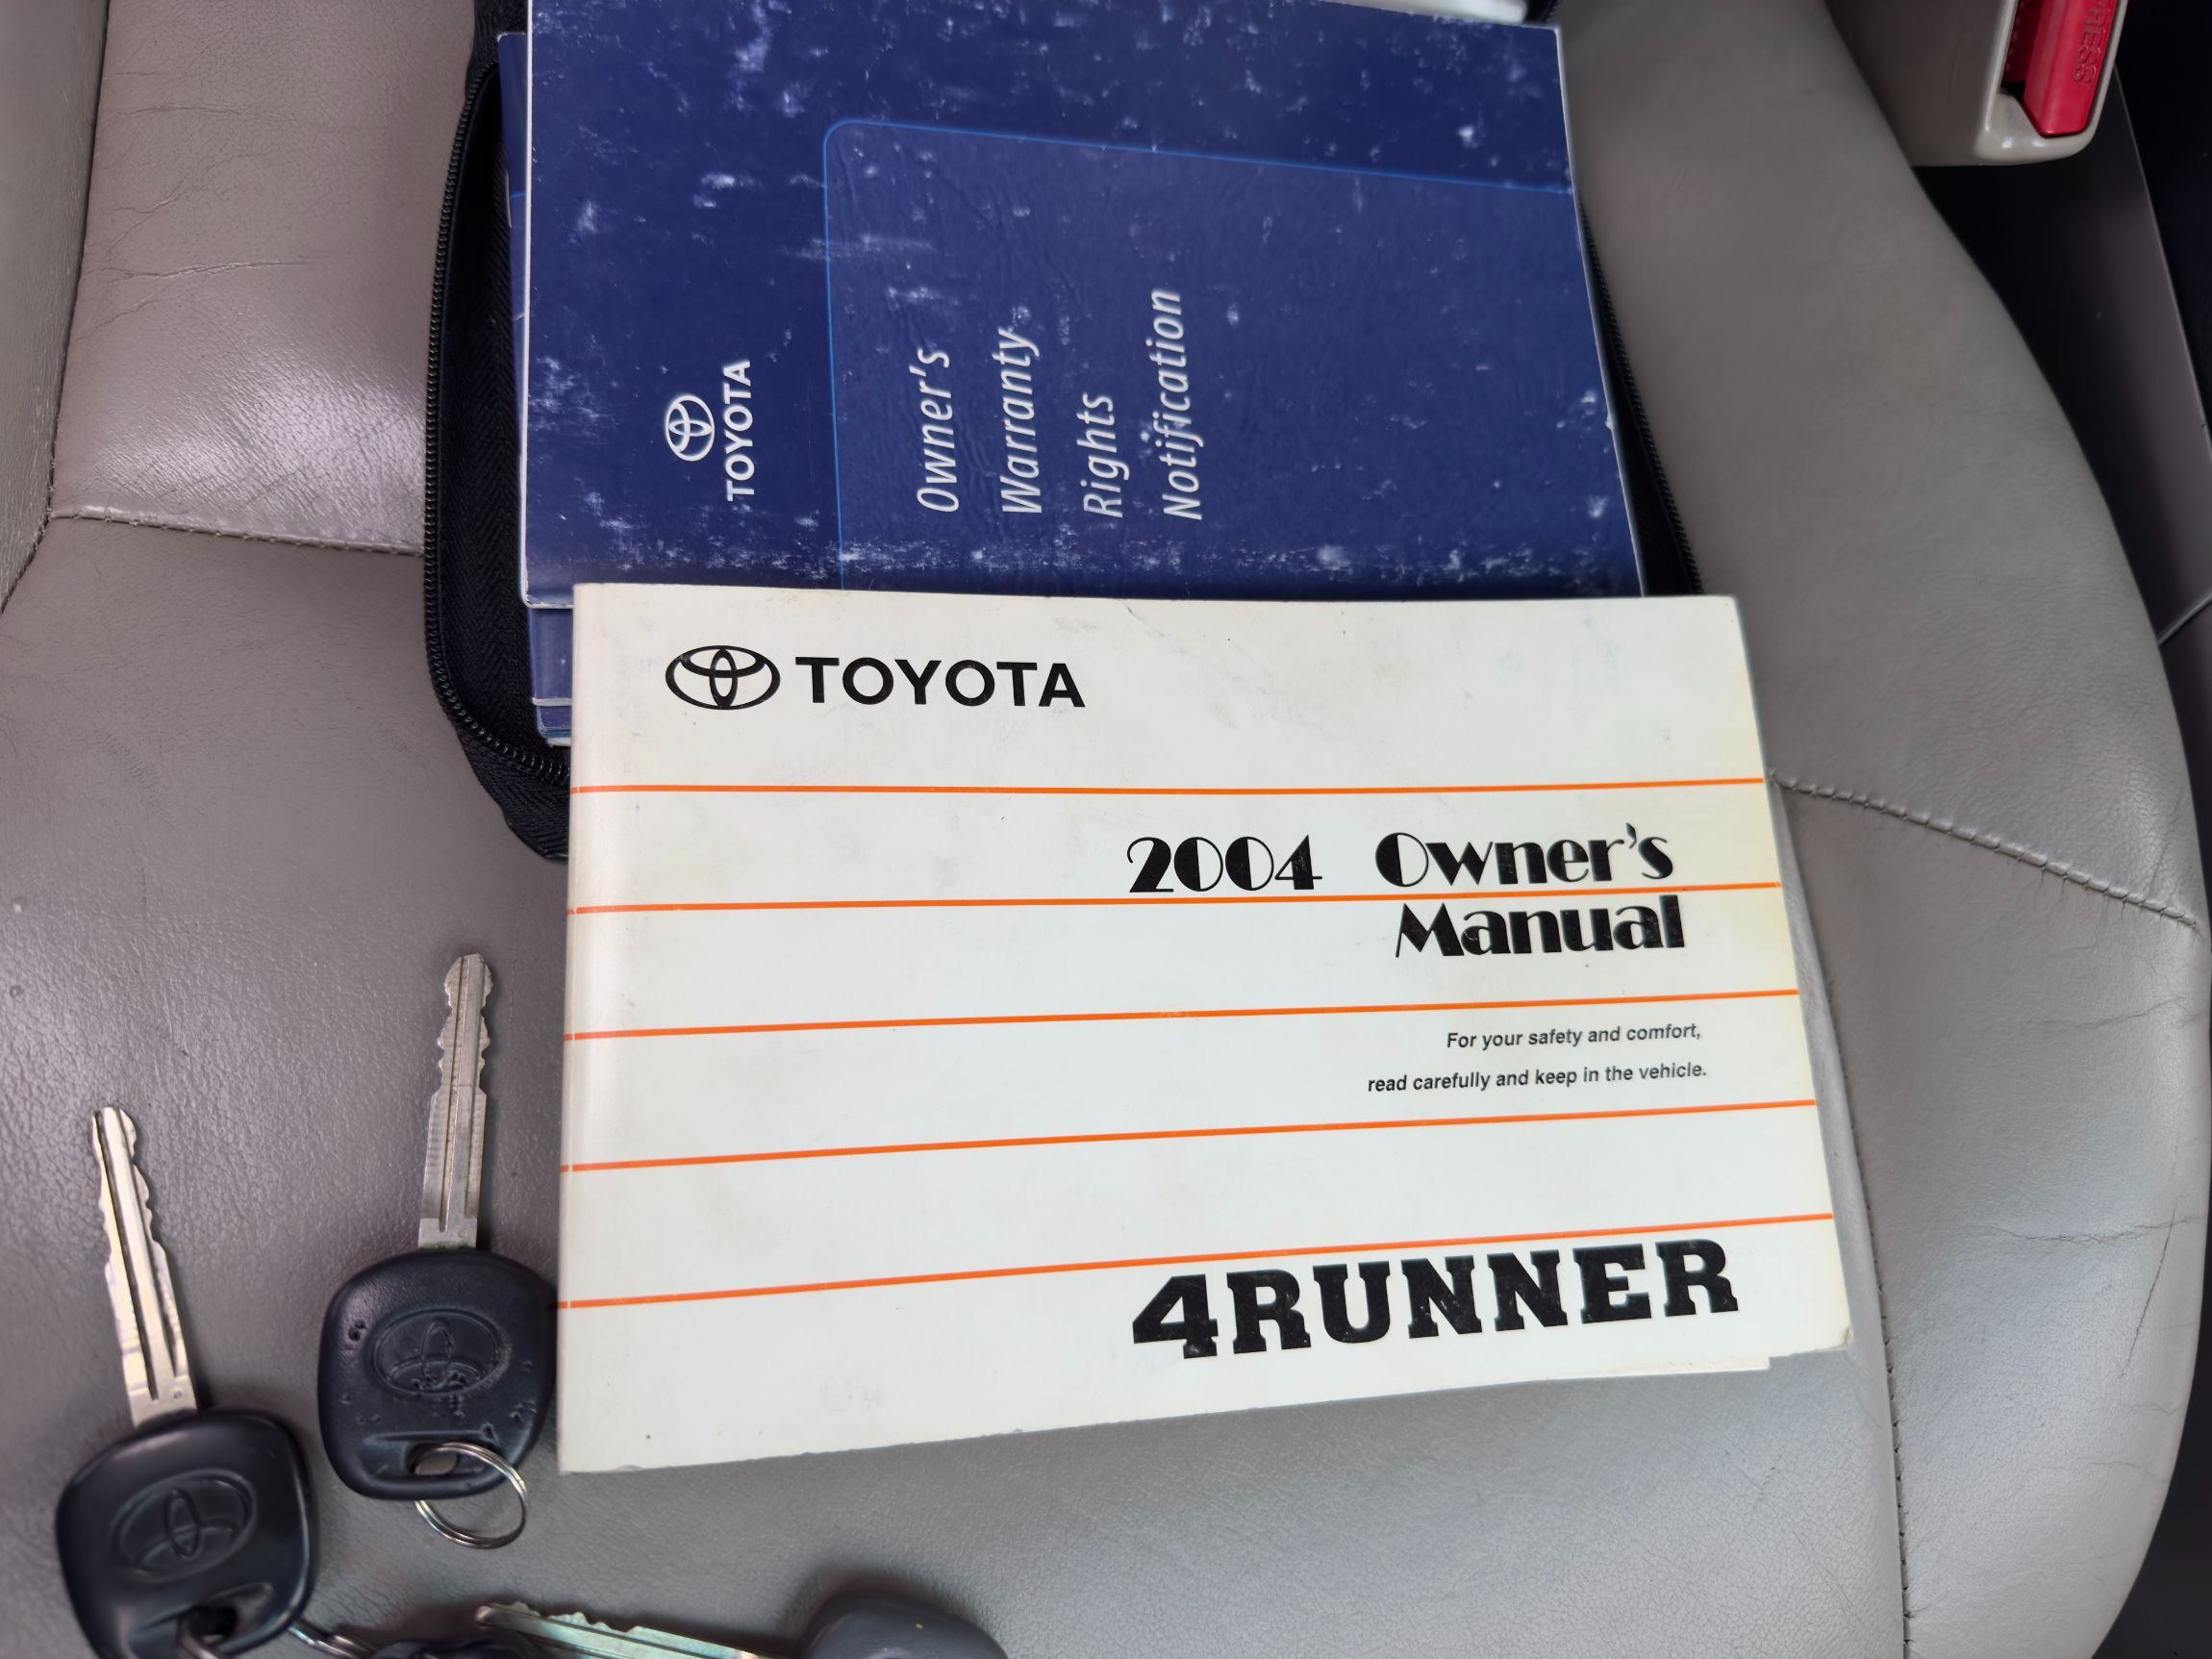 PRESS
TOYOTA
Owner's
Warranty
Rights
Notification
TOYOTA
2004 Owner's
Manual
For your safety and comfort,
read carefully and keep in the vehicle.
4RUNNER